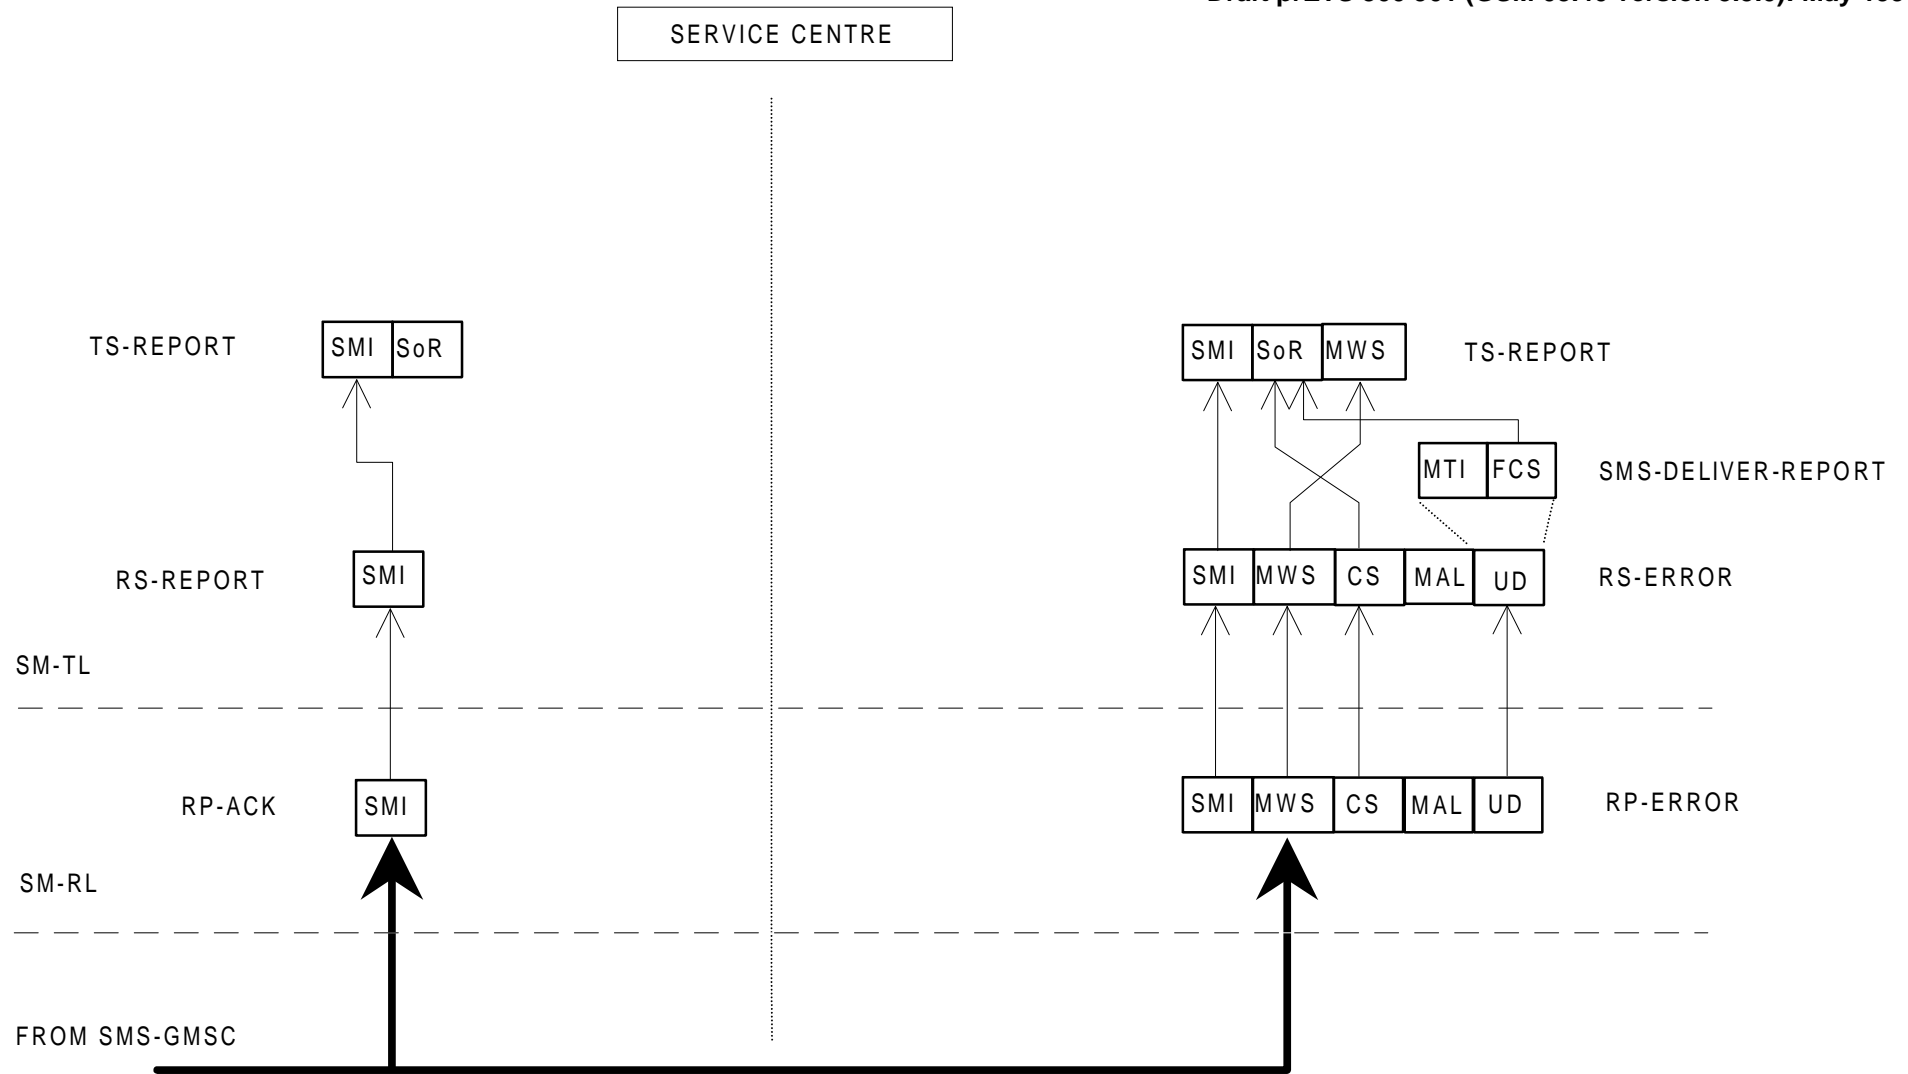 SERVICE CENTRE
TS-REPORT SMI SoR
SMI SoR MWS TS-REPORT
MTI FCS SMS-DELIVER-REPORT
RS-REPORT SMI
SMI MWS CS MAL UD RS-ERROR
SM-TL
RP-ACK SMI
SMI MWS CS MAL UD RP-ERROR
SM-RL
FROM SMS-GMSC